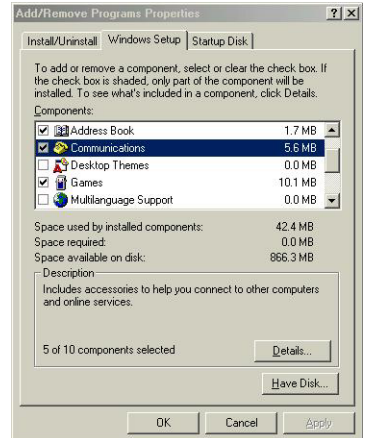 Add/Remove Programs Properties
Install/Uninstall Windows Setup Startup Disk
To add or remove a component, select or clear the check box. If
the check box is shaded, only part of the component will be
installed. To see what's included in a component, click Details.
Components:
Address Book 1.7 MB
Communications 5.6 MB
Desktop Themes 0.0 MB
Games 10.1 MB
Multilanguage Support 0.0 MB
Space used by installed components: 42.4 MB
Space required: 0.0 MB
Space available on disk: 866.3 MB
Description
Includes accessories to help you connect to other computers
and online services.
5 of 10 components selected Details...
Have Disk...
OK Cancel Apply